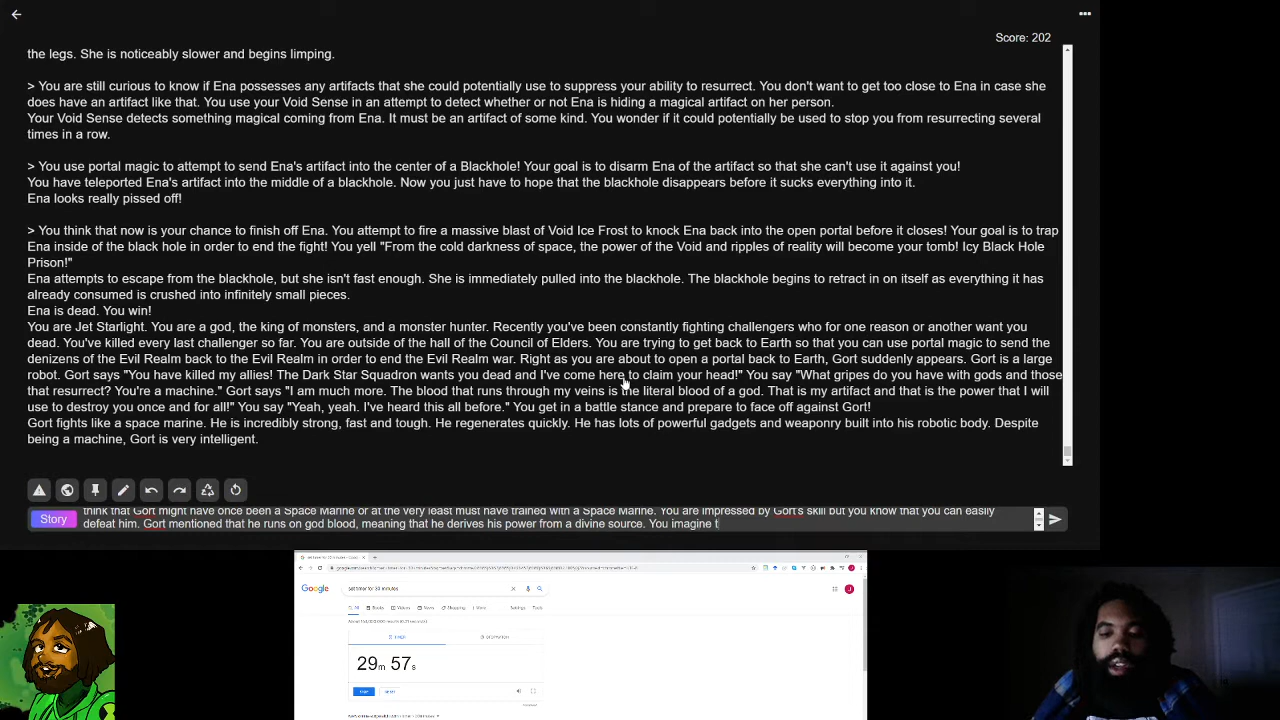 Score: 202
the legs. She is noticeably slower and begins limping.
> You are still curious to know if Ena possesses any artifacts that she could potentially use to suppress your ability to resurrect. You don't want to get too close to Ena in case she
does have an artifact like that. You use your Void Sense in an attempt to detect whether or not Ena is hiding a magical artifact on her person.
Your Void Sense detects something magical coming from Ena. It must be an artifact of some kind. You wonder if it could potentially be used to stop you from resurrecting several
times in a row.
> You use portal magic to attempt to send Ena's artifact into the center of a Blackhole! Your goal is to disarm Ena of the artifact so that she can't use it against you!
You have teleported Ena's artifact into the middle of a blackhole. Now you just have to hope that the blackhole disappears before it sucks everything into it.
Ena looks really pissed off!
> You think that now is your chance to finish off Ena. You attempt to fire a massive blast of Void Ice Frost to knock Ena back into the open portal before it closes! Your goal is to trap
Ena inside of the black hole in order to end the fight! You yell "From the cold darkness of space, the power of the Void and ripples of reality will become your tomb! Icy Black Hole
Prison!"
Ena attempts to escape from the blackhole, but she isn't fast enough. She is immediately pulled into the blackhole. The blackhole begins to retract in on itself as everything it has
already consumed is crushed into infinitely small pieces.
Ena is dead. You win!
You are Jet Starlight. You are a god, the king of monsters, and a monster hunter. Recently you've been constantly fighting challengers who for one reason or another want you
dead. You've killed every last challenger so far. You are outside of the hall of the Council of Elders. You are trying to get back to Earth so that you can use portal magic to send the
denizens of the Evil Realm back to the Evil Realm in order to end the Evil Realm war. Right as you are about to open a portal back to Earth, Gort suddenly appears. Gort is a large
robot. Gort says "You have killed my allies! The Dark Star Squadron wants you dead and I've come here to claim your head!" You say "What gripes do you have with gods and those
that resurrect? You're a machine." Gort says "I am much more. The blood that runs through my veins is the literal blood of a god. That is my artifact and that is the power that I will
use to destroy you once and for all!" You say "Yeah, yeah. I've heard this all before." You get in a battle stance and prepare to face off against Gort!
Gort fights like a space marine. He is incredibly strong, fast and tough. He regenerates quickly. He has lots of powerful gadgets and weaponry built into his robotic body. Despite
being a machine, Gort is very intelligent.
think that Gort might have once been a Space Marine or at the very least must have trained with a Space Marine. You are impressed by Gort's skill but you know that you can easily
Story
defeat him. Gort mentioned that he runs on god blood, meaning that he derives his power from a divine source. You imagine t
Google
set timer for 30 minutes
All Books Videos News Shopping More Settings Tools
TIMER STOPWATCH
29m 57s